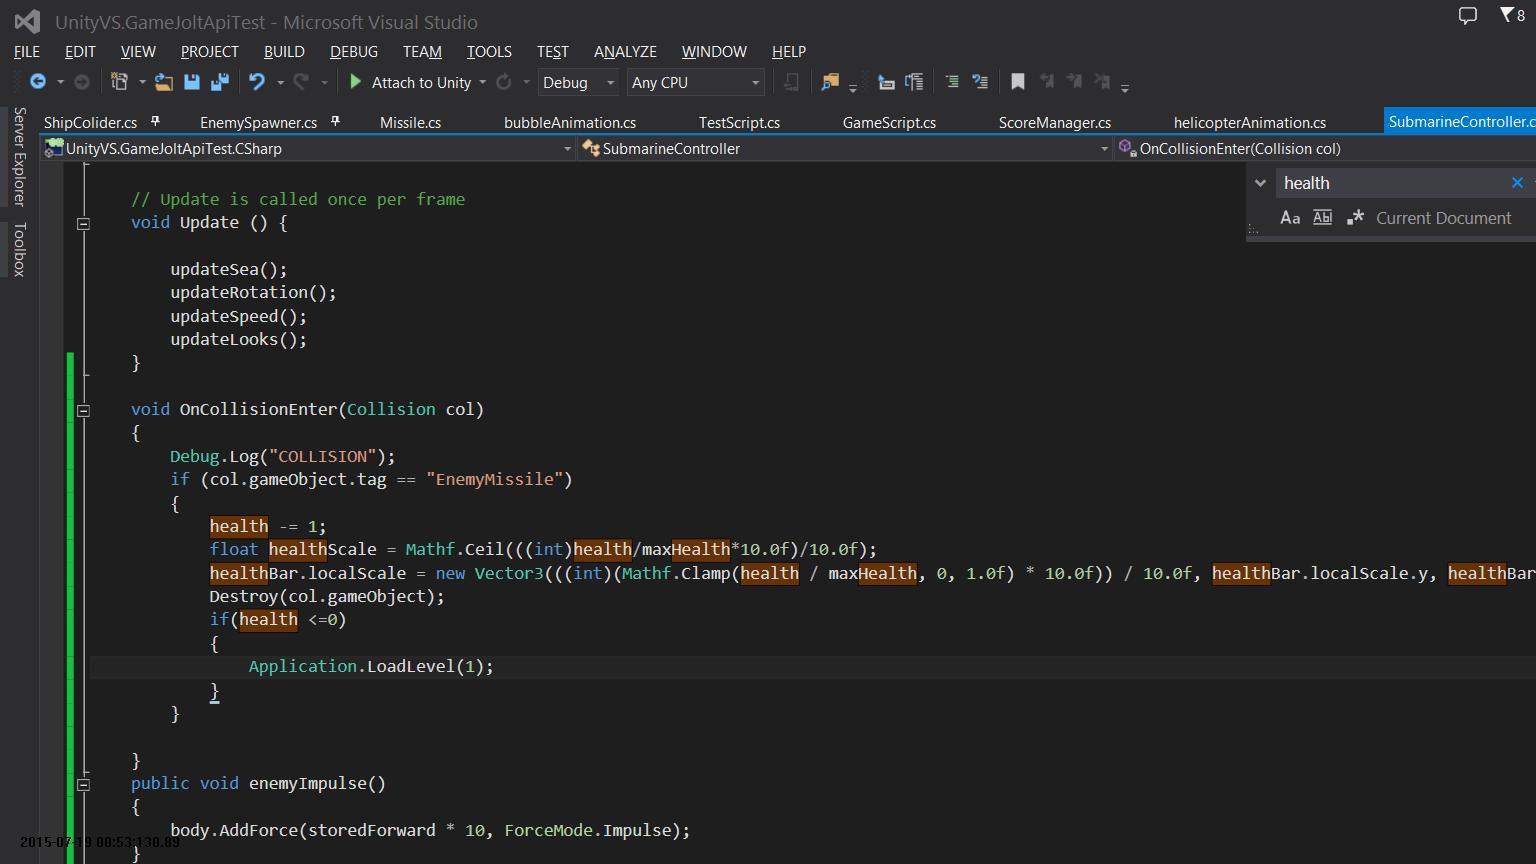 UnityVS.GameJoltApiTest - Microsoft Visual Studio
8
FILE EDIT VIEW PROJECT BUILD DEBUG TEAM TOOLS TEST ANALYZE WINDOW HELP
Attach to Unity Debug Any CPU
Server Explorer
Toolbox
ShipColider.cs EnemySpawner.cs Missile.cs bubbleAnimation.cs TestScript.cs GameScript.cs ScoreManager.cs helicopterAnimation.cs SubmarineController.c
UnityVS.GameJoltApiTest.CSharp SubmarineController OnCollisionEnter(Collision col)
health
Aa Abl .* Current Document
// Update is called once per frame
void Update () {
updateSea();
updateRotation();
updateSpeed();
updateLooks();
}
void OnCollisionEnter(Collision col)
{
Debug.Log("COLLISION");
if (col.gameObject.tag == "EnemyMissile")
{
health -= 1;
float healthScale = Mathf.Ceil(((int)health/maxHealth*10.0f)/10.0f);
healthBar.localScale = new Vector3(((int)(Mathf.Clamp(health / maxHealth, 0, 1.0f) * 10.0f)) / 10.0f, healthBar.localScale.y, healthBar
Destroy(col.gameObject);
if(health <=0)
{
Application.LoadLevel(1);
}
}
}
public void enemyImpulse()
{
body.AddForce(storedForward * 10, ForceMode.Impulse);
}
2015-07-19 00:53:130.89